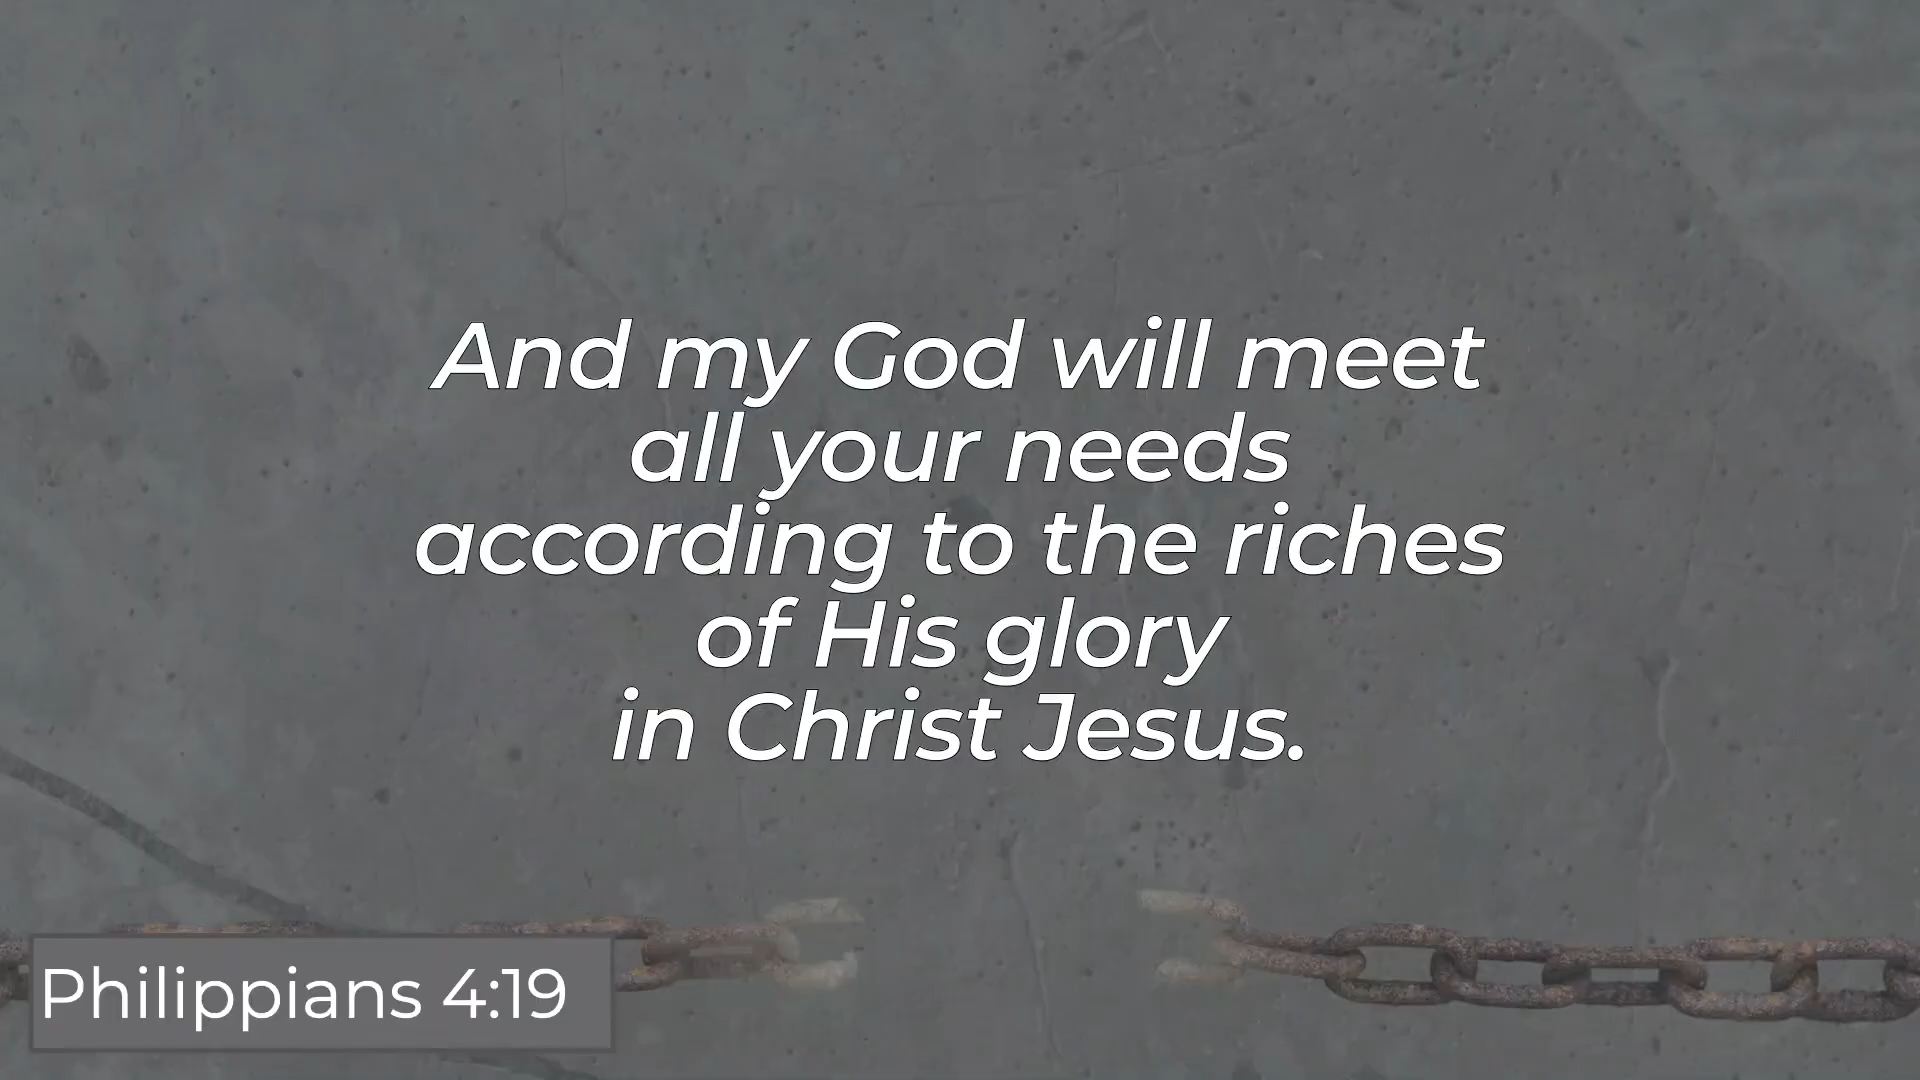 And my God will meet
all your needs
according to the riches
of His glory
in Christ Jesus.
Philippians 4:19